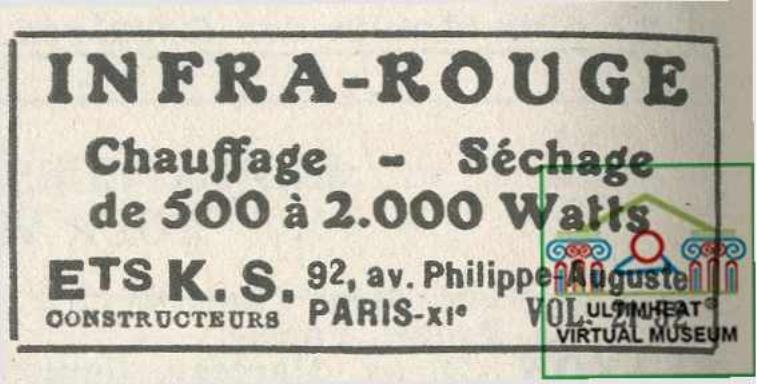 INFRA-ROUGE
Chauffage - Séchage
de 500 à 2.000 Watts
ETS K. S. 92, av. Philippe-Auguste
CONSTRUCTEURS PARIS-XIe VOL.
ULTIMHEAT®
VIRTUAL MUSEUM